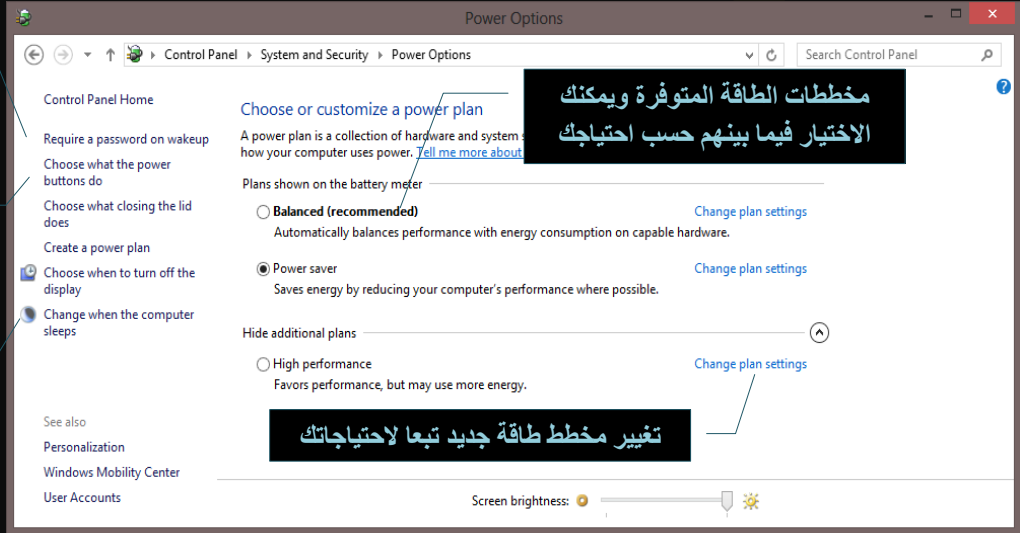 Power Options
Control Panel System and Security Power Options
Search Control Panel
Control Panel Home
Require a password on wakeup
Choose what the power
buttons do
Choose what closing the lid
does
Create a power plan
Choose when to turn off the
display
Change when the computer
sleeps
See also
Personalization
Windows Mobility Center
User Accounts
Choose or customize a power plan
A power plan is a collection of hardware and system
how your computer uses power. Tell me more about
مخططات الطاقة المتوفرة ويمكنك
الاختيار فيما بينهم حسب احتياجك
Plans shown on the battery meter
Balanced (recommended) Change plan settings
Automatically balances performance with energy consumption on capable hardware.
Power saver Change plan settings
Saves energy by reducing your computer's performance where possible.
Hide additional plans
High performance Change plan settings
Favors performance, but may use more energy.
تغيير مخطط طاقة جديد تبعا لاحتياجاتك
Screen brightness: